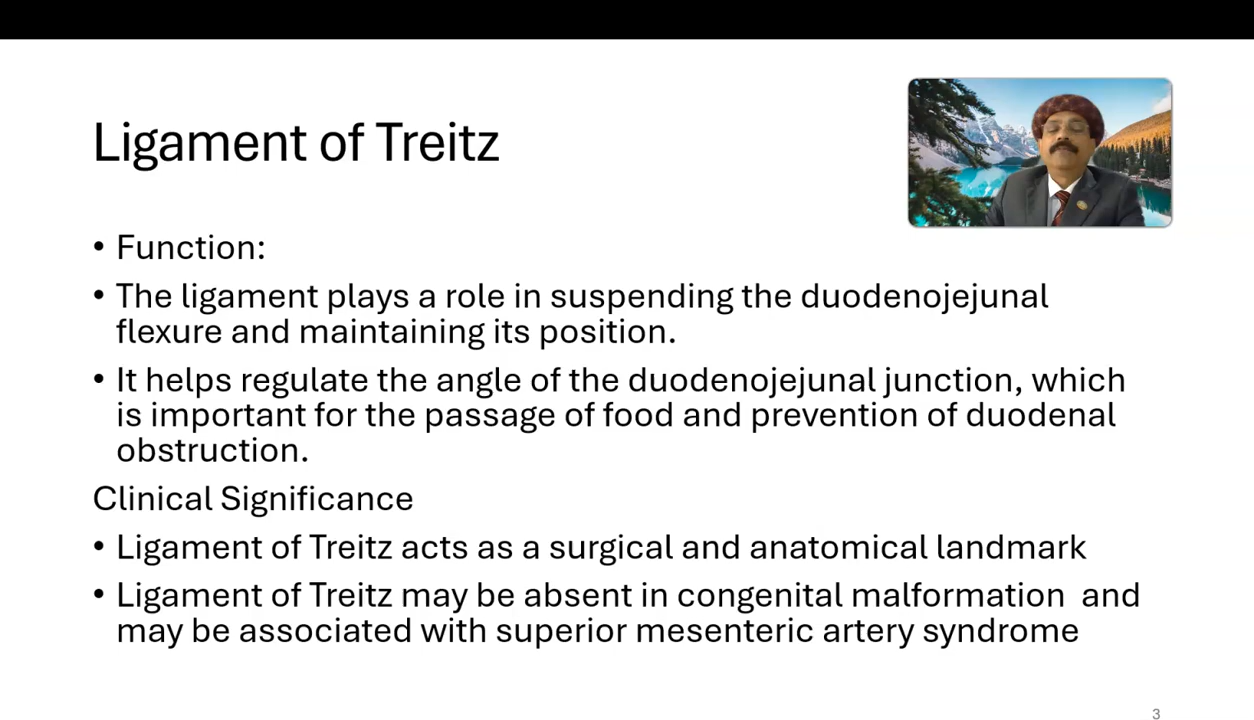 Ligament of Treitz
• Function:
• The ligament plays a role in suspending the duodenojejunal
flexure and maintaining its position.
• It helps regulate the angle of the duodenojejunal junction, which
is important for the passage of food and prevention of duodenal
obstruction.
Clinical Significance
• Ligament of Treitz acts as a surgical and anatomical landmark
• Ligament of Treitz may be absent in congenital malformation  and
may be associated with superior mesenteric artery syndrome
3